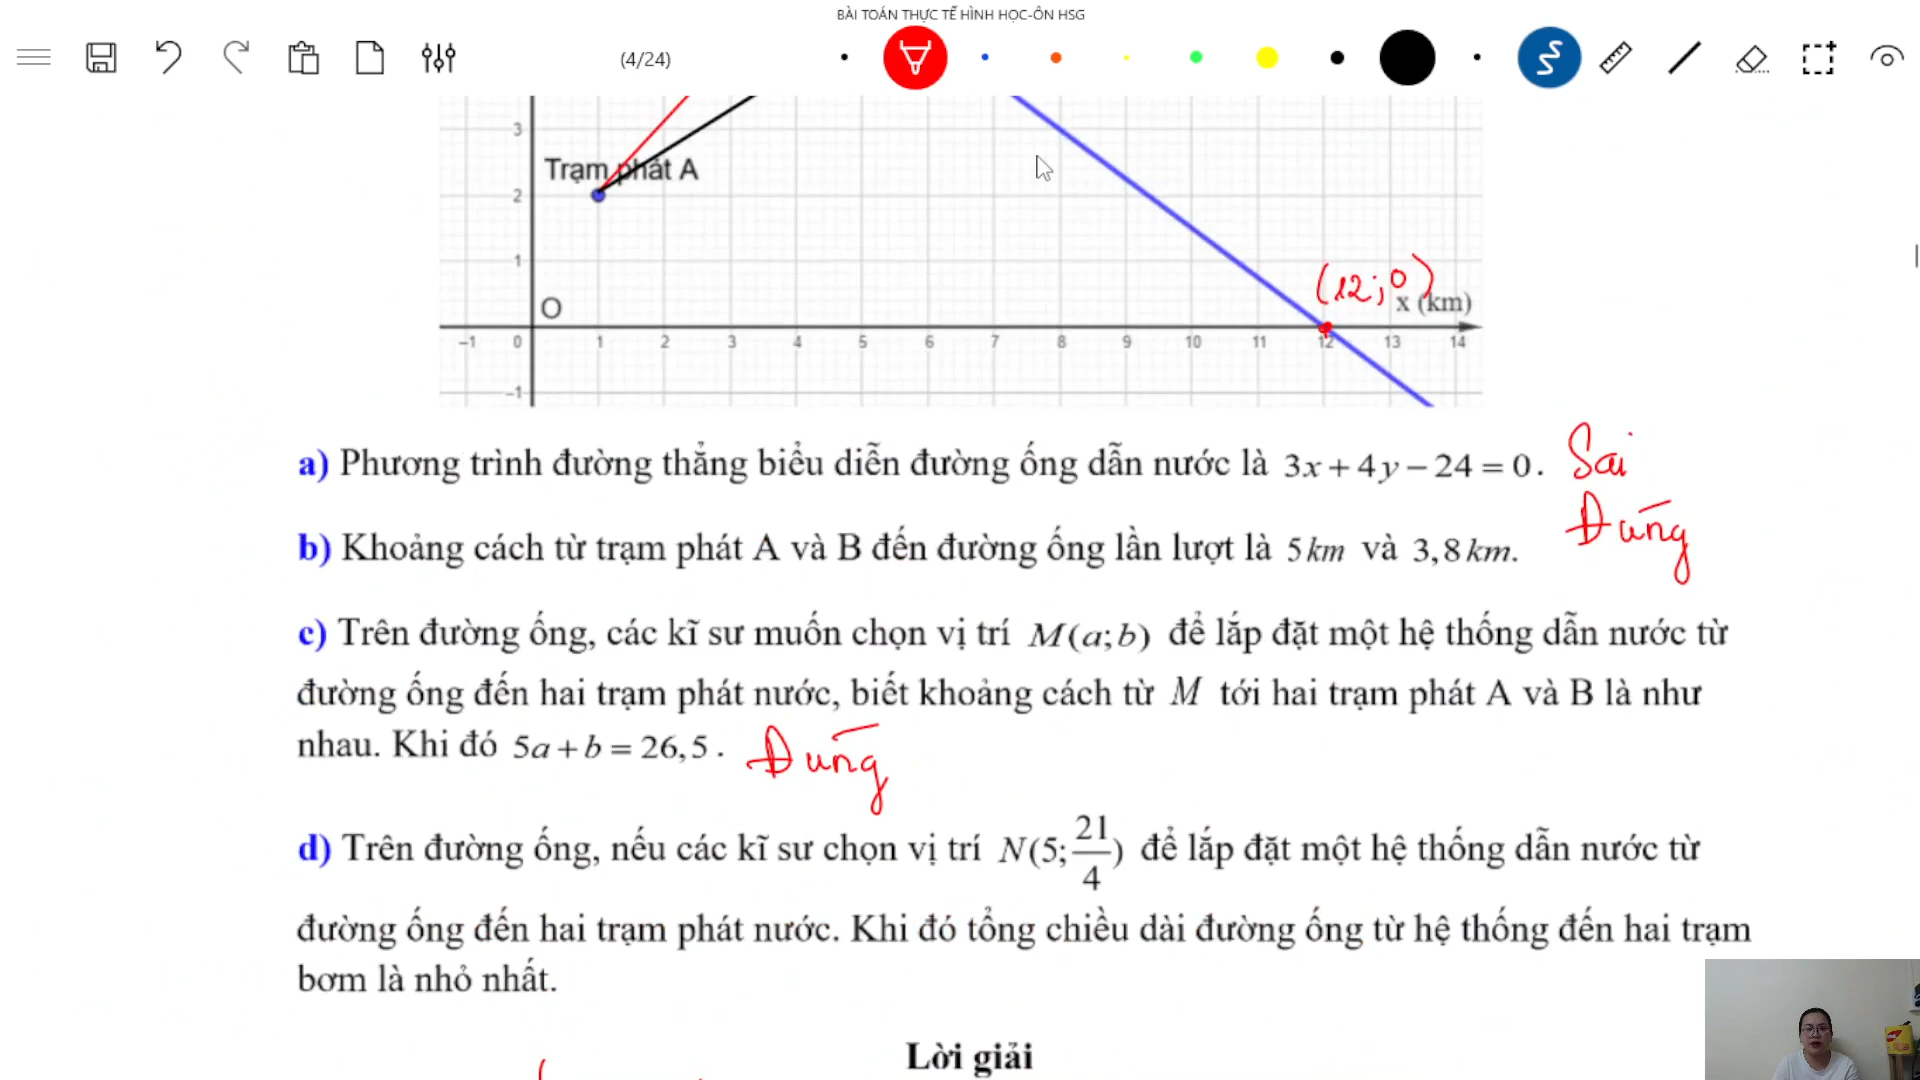 BÀI TOÁN THỰC TẾ HÌNH HỌC-ÔN HSG
(4/24)
3
Trạm phát A
2
1
(12;0)
O
x (km)
−1 0 1 2 3 4 5 6 7 8 9 10 11 12 13 14
−1
a) Phương trình đường thẳng biểu diễn đường ống dẫn nước là 3x + 4y − 24 = 0. Sai
b) Khoảng cách từ trạm phát A và B đến đường ống lần lượt là 5 km và 3,8 km. Đúng
c) Trên đường ống, các kĩ sư muốn chọn vị trí M(a;b) để lắp đặt một hệ thống dẫn nước từ
đường ống đến hai trạm phát nước, biết khoảng cách từ M tới hai trạm phát A và B là như
nhau. Khi đó 5a + b = 26,5. Đúng
d) Trên đường ống, nếu các kĩ sư chọn vị trí N(5; 21/4) để lắp đặt một hệ thống dẫn nước từ
đường ống đến hai trạm phát nước. Khi đó tổng chiều dài đường ống từ hệ thống đến hai trạm
bơm là nhỏ nhất.
Lời giải